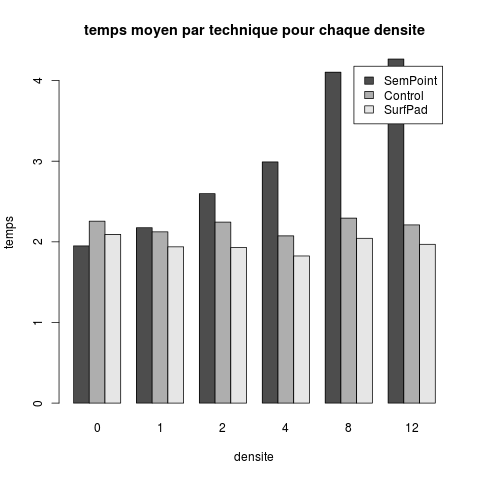 temps moyen par technique pour chaque densite
SemPoint
Control
SurfPad
temps
4
3
2
1
0
0 1 2 4 8 12
densite